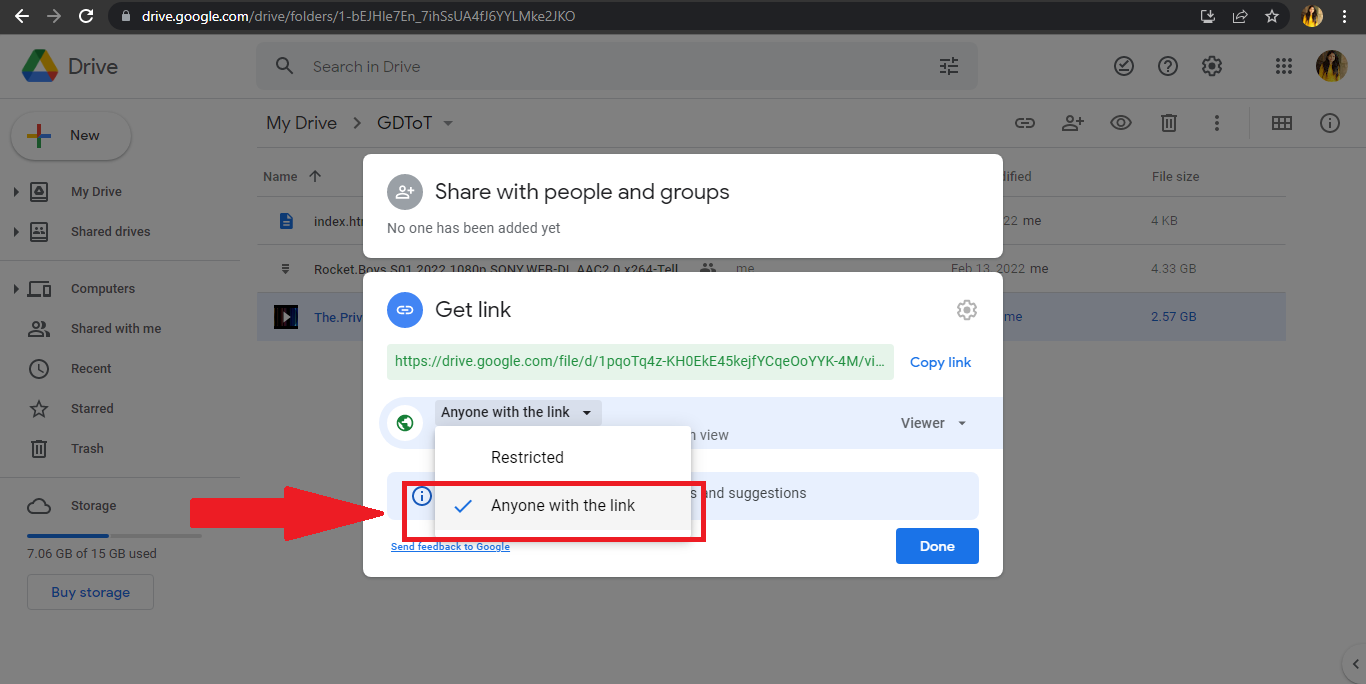 drive.google.com/drive/folders/1-bEJHIe7En_7ihSsUA4fJ6YYLMke2JKO
Drive
Search in Drive
New
My Drive > GDToT
My Drive
Shared drives
Computers
Shared with me
Recent
Starred
Trash
Storage
7.06 GB of 15 GB used
Buy storage
Name
File size
me
4 KB
Rocket.Boys.S01.2022.1080p.SONY.WEB-DL.AAC2.0.x264-Tell
me
Feb 13, 2022 me
4.33 GB
The.Priv
me
2.57 GB
Share with people and groups
No one has been added yet
Get link
https://drive.google.com/file/d/1pqoTq4z-KH0EkE45kejfYCqeOoYYK-4M/vi...
Copy link
Anyone with the link
view
Viewer
Restricted
Anyone with the link
and suggestions
Send feedback to Google
Done